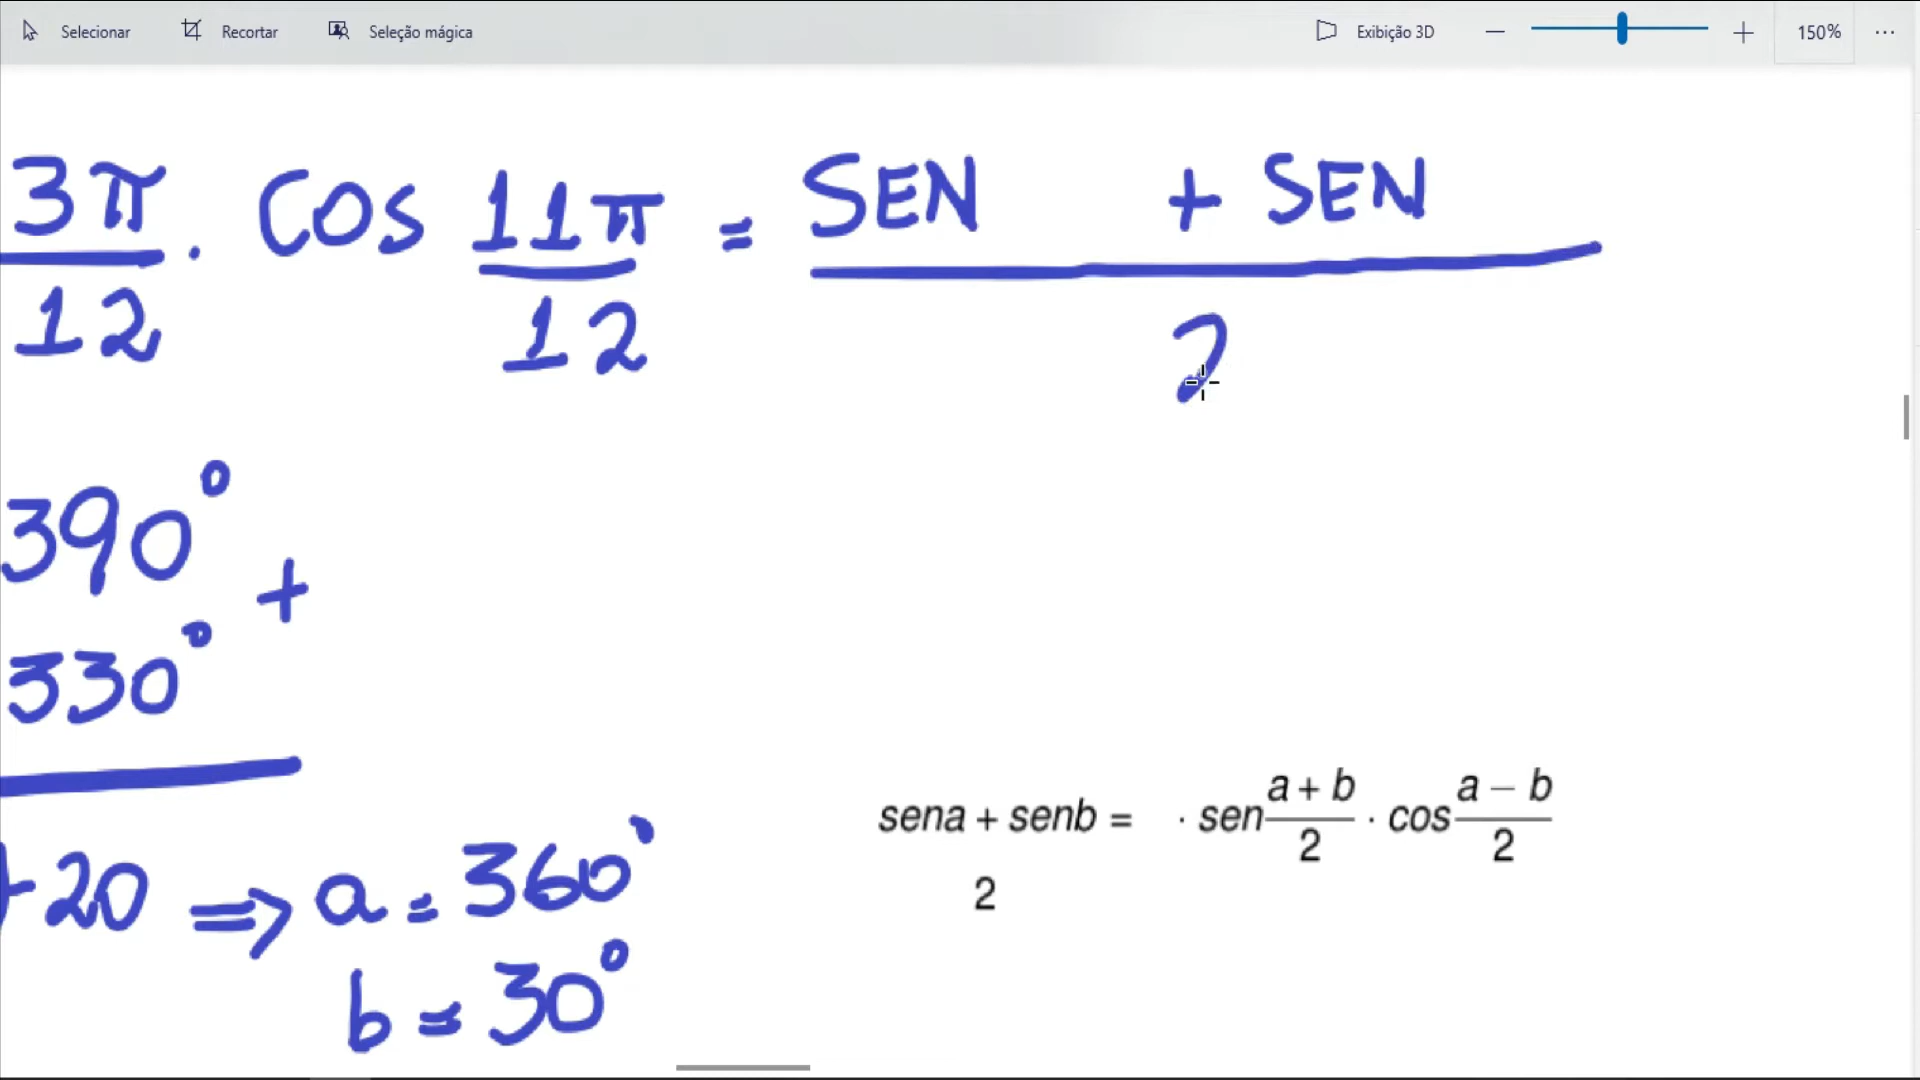 Selecionar Recortar Seleção mágica Exibição 3D 150%
3π/12 . COS 11π/12 = SEN + SEN / 2
390° +
330°
+20 ⇒ a = 360°
b = 30°
sena + senb = · sen a + b/2 · cos a − b/2
2